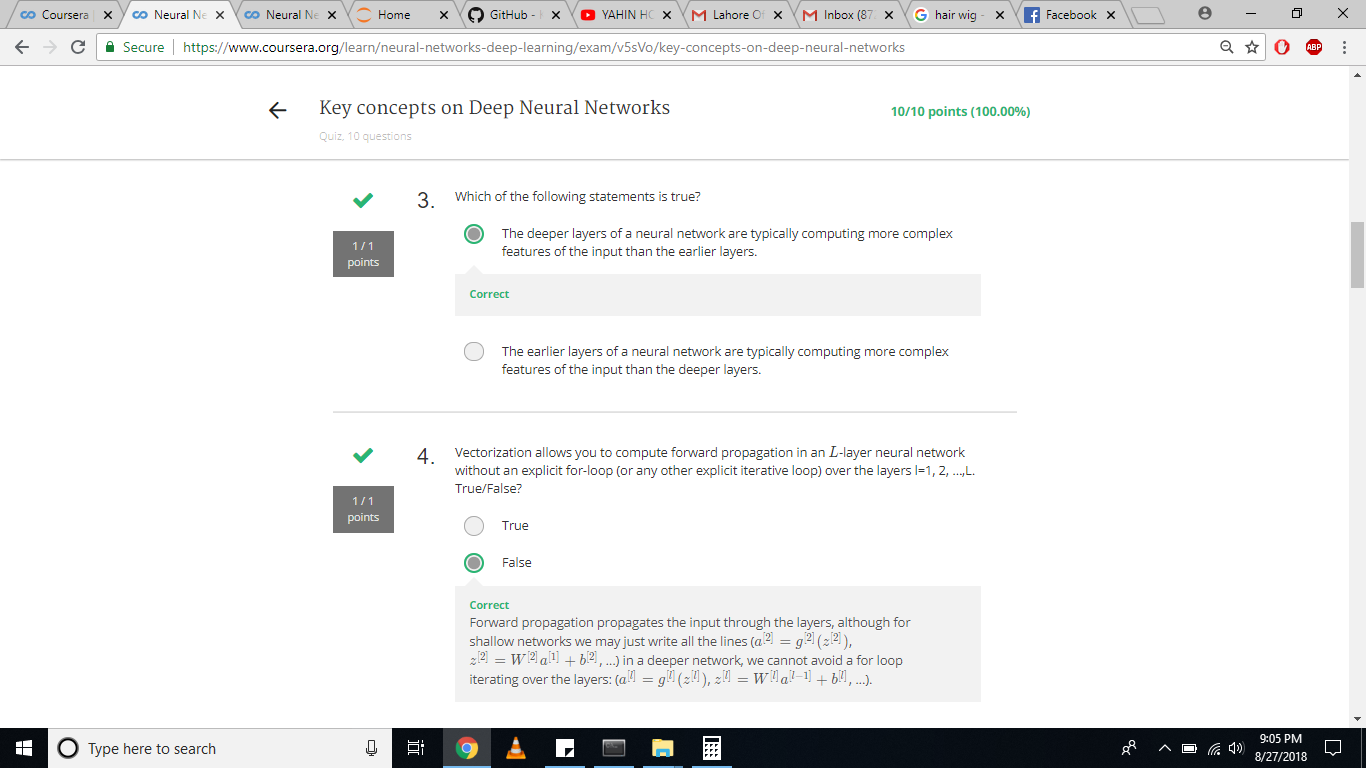 Coursera
Neural Ne
Neural Ne
Home
GitHub -
YAHIN HO
Lahore Of
Inbox (87
hair wig -
Facebook
Secure
https://www.coursera.org/learn/neural-networks-deep-learning/exam/v5sVo/key-concepts-on-deep-neural-networks
ABP
Key concepts on Deep Neural Networks
10/10 points (100.00%)
Quiz, 10 questions
3.
Which of the following statements is true?
1 / 1
points
The deeper layers of a neural network are typically computing more complex
features of the input than the earlier layers.
Correct
The earlier layers of a neural network are typically computing more complex
features of the input than the deeper layers.
4.
Vectorization allows you to compute forward propagation in an L-layer neural network
without an explicit for-loop (or any other explicit iterative loop) over the layers l=1, 2, …,L.
True/False?
1 / 1
points
True
False
Correct
Forward propagation propagates the input through the layers, although for
shallow networks we may just write all the lines (a^[2] = g^[2](z^[2]),
z^[2] = W^[2]a^[1] + b^[2], ...) in a deeper network, we cannot avoid a for loop
iterating over the layers: (a^[l] = g^[l](z^[l]), z^[l] = W^[l]a^[l−1] + b^[l], ...).
Type here to search
9:05 PM
8/27/2018